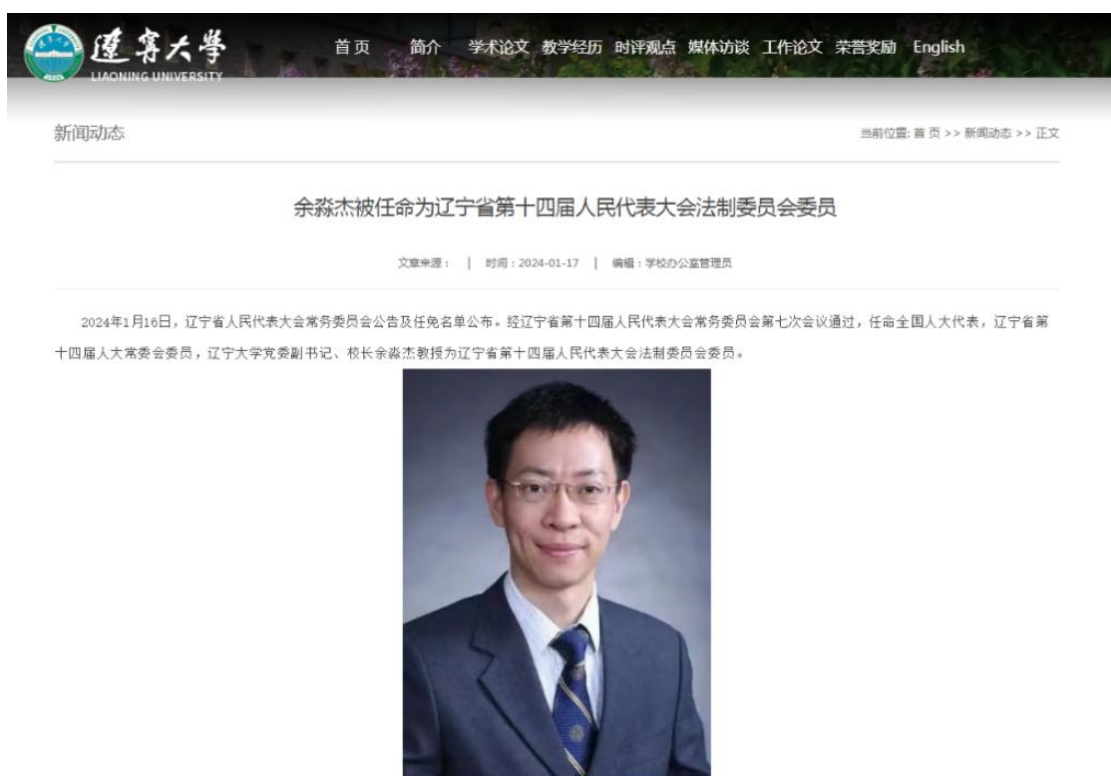 遼寧大學
LIAONING UNIVERSITY
首页 简介 学术论文 教学经历 时评观点 媒体访谈 工作论文 荣誉奖励 English
新闻动态
当前位置: 首 页 >> 新闻动态 >> 正文
余淼杰被任命为辽宁省第十四届人民代表大会法制委员会委员
文章来源： | 时间：2024-01-17 | 编辑：学校办公室管理员
2024年1月16日，辽宁省人民代表大会常务委员会公告及任免名单公布。经辽宁省第十四届人民代表大会常务委员会第七次会议通过，任命全国人大代表，辽宁省第
十四届人大常委会委员，辽宁大学党委副书记、校长余淼杰教授为辽宁省第十四届人民代表大会法制委员会委员。